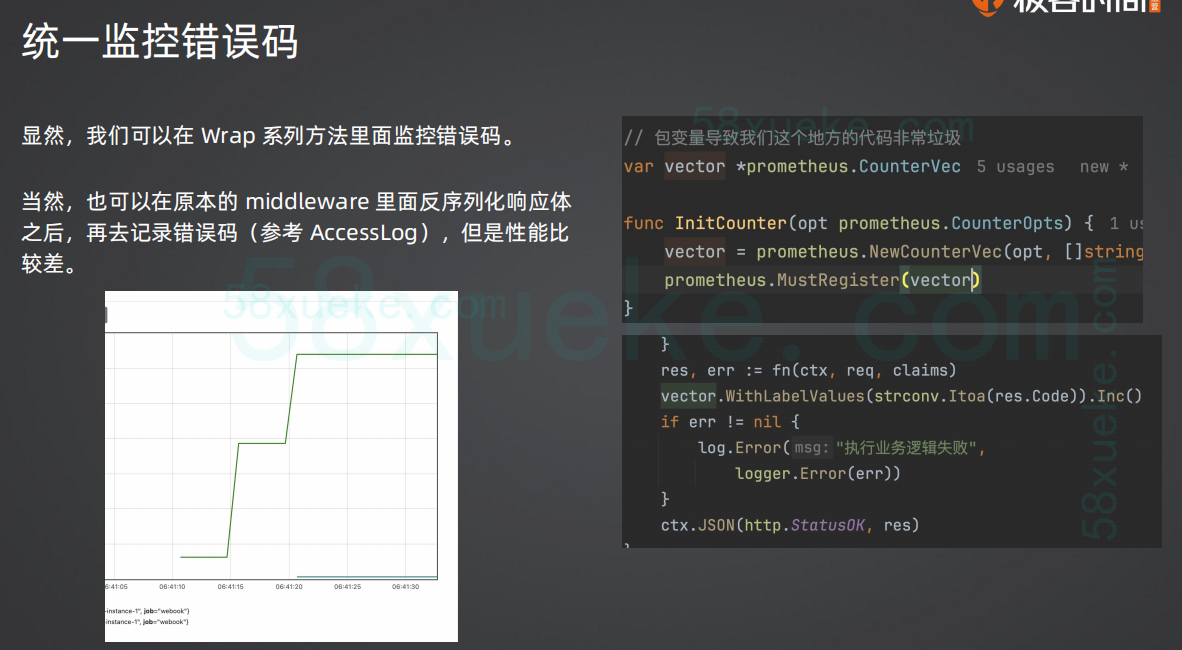 极客时间
统一监控错误码
显然，我们可以在 Wrap 系列方法里面监控错误码。
当然，也可以在原本的 middleware 里面反序列化响应体
之后，再去记录错误码（参考 AccessLog），但是性能比
较差。
06:41:10
06:41:15
06:41:20
06:41:25
06:41:30
-instance-1", job="webook"}
-instance-1", job="webook"}
// 包变量导致我们这个地方的代码非常垃圾
var vector *prometheus.CounterVec 5 usages new *
func InitCounter(opt prometheus.CounterOpts) { 1 us
vector = prometheus.NewCounterVec(opt, []string
prometheus.MustRegister(vector)
}
}
res, err := fn(ctx, req, claims)
vector.WithLabelValues(strconv.Itoa(res.Code)).Inc()
if err != nil {
log.Error( msg: "执行业务逻辑失败",
logger.Error(err))
}
ctx.JSON(http.StatusOK, res)
58xueke.com
58xueke.com
58xueke.com
58xueke.com